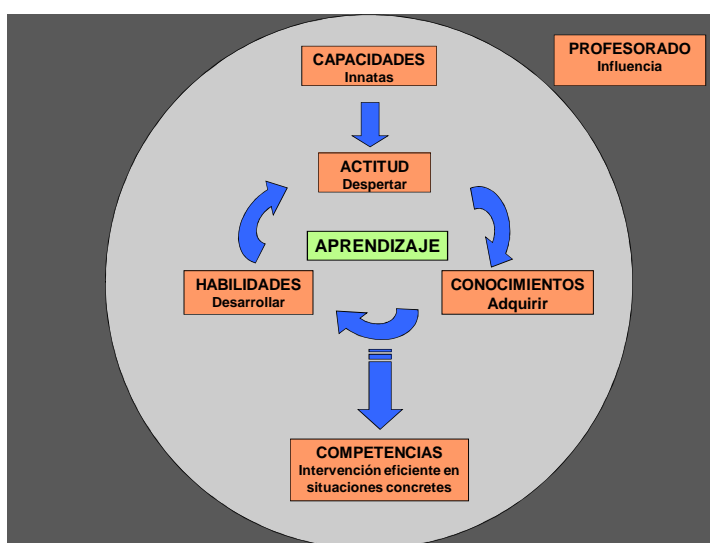 CAPACIDADES
Innatas
PROFESORADO
Influencia
ACTITUD
Despertar
APRENDIZAJE
HABILIDADES
Desarrollar
CONOCIMIENTOS
Adquirir
COMPETENCIAS
Intervención eficiente en
situaciones concretes